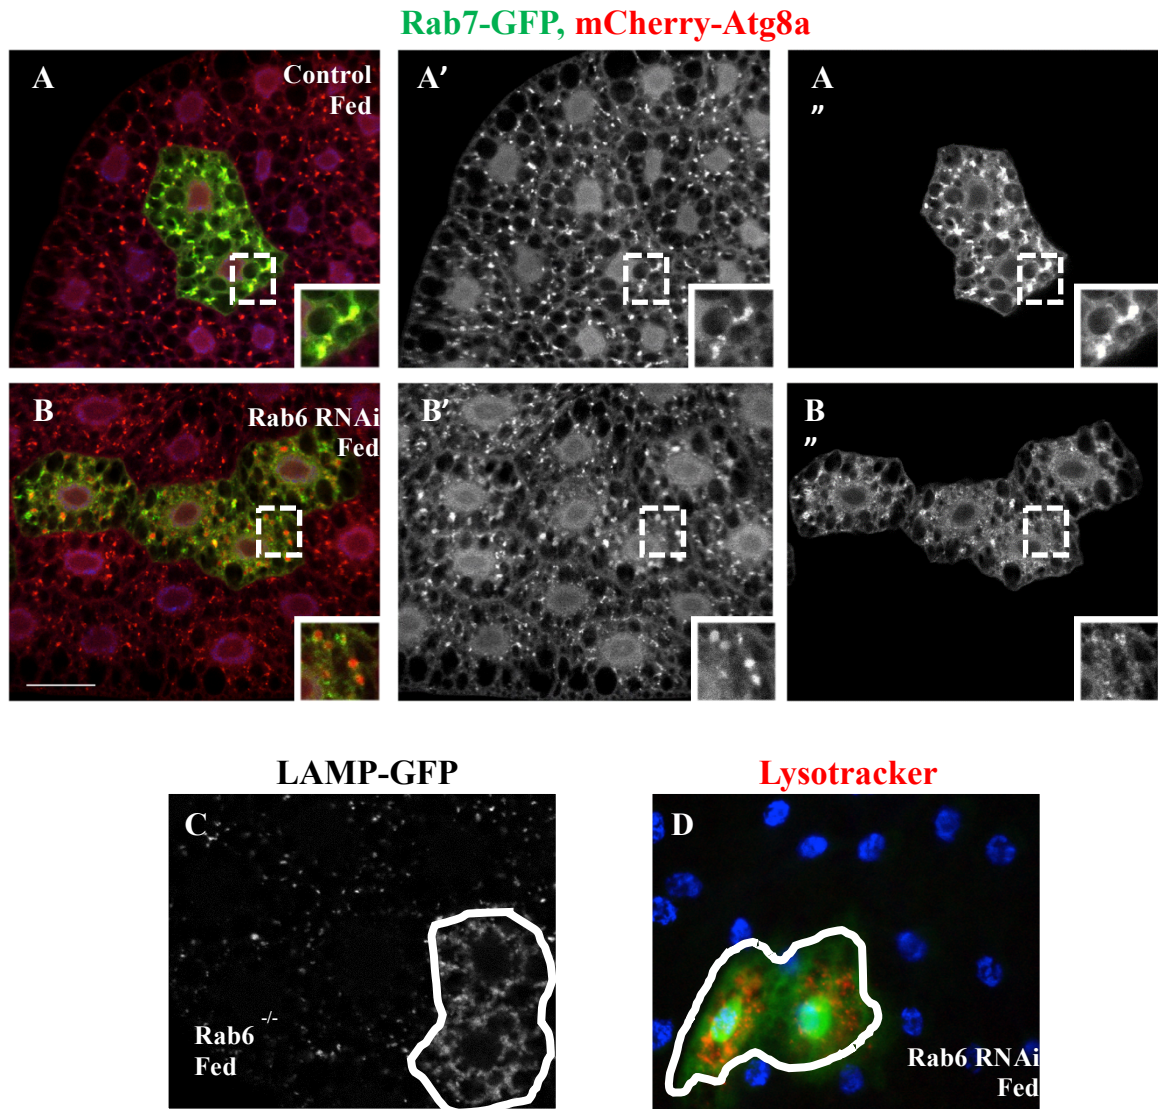 Rab7-GFP, mCherry-Atg8a
A
Control
Fed
A’
A
”
B
Rab6 RNAi
Fed
B’
B
”
LAMP-GFP
Lysotracker
C
Rab6 -/-
Fed
D
Rab6 RNAi
Fed